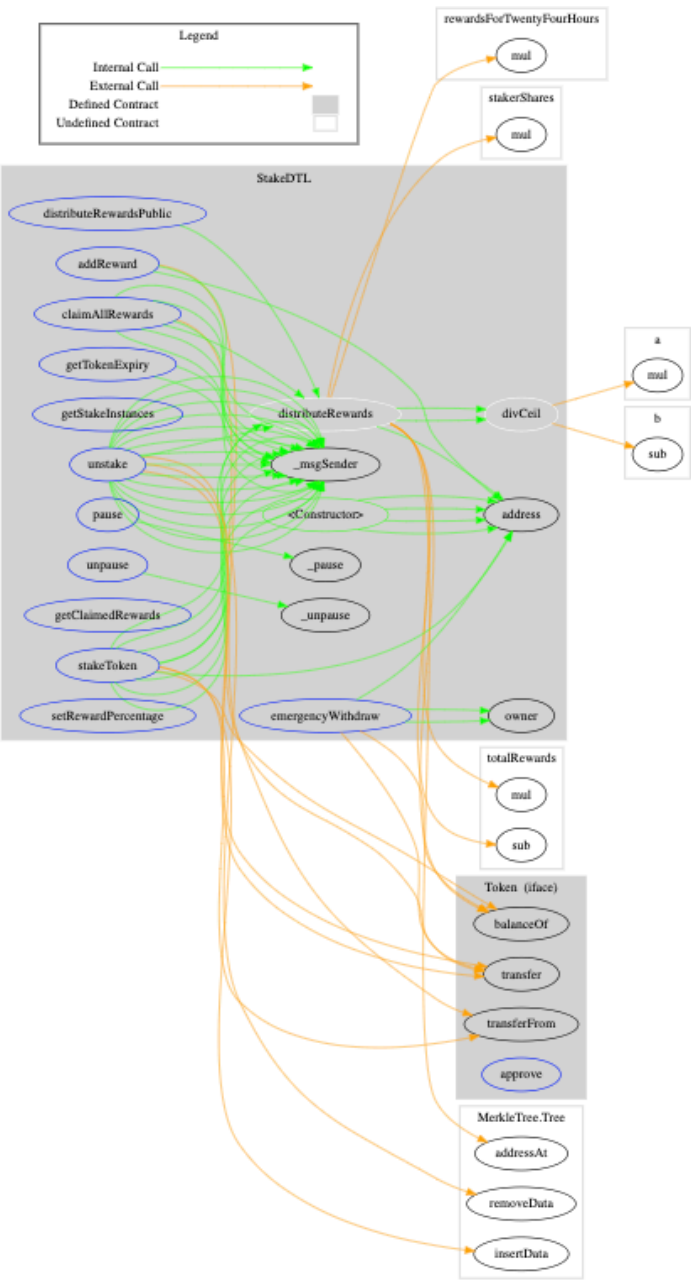 Legend
Internal Call
External Call
Defined Contract
Undefined Contract
rewardsForTwentyFourHours
mul
stakerShares
mul
StakeDTL
distributeRewardsPublic
addReward
claimAllRewards
getTokenExpiry
getStakeInstances
unstake
pause
unpause
getClaimedRewards
stakeToken
setRewardPercentage
distributeRewards
_msgSender
<Constructor>
_pause
_unpause
emergencyWithdraw
divCeil
address
owner
a
mul
b
sub
totalRewards
mul
sub
Token (iface)
balanceOf
transfer
transferFrom
approve
MerkleTree.Tree
addressAt
removeData
insertData